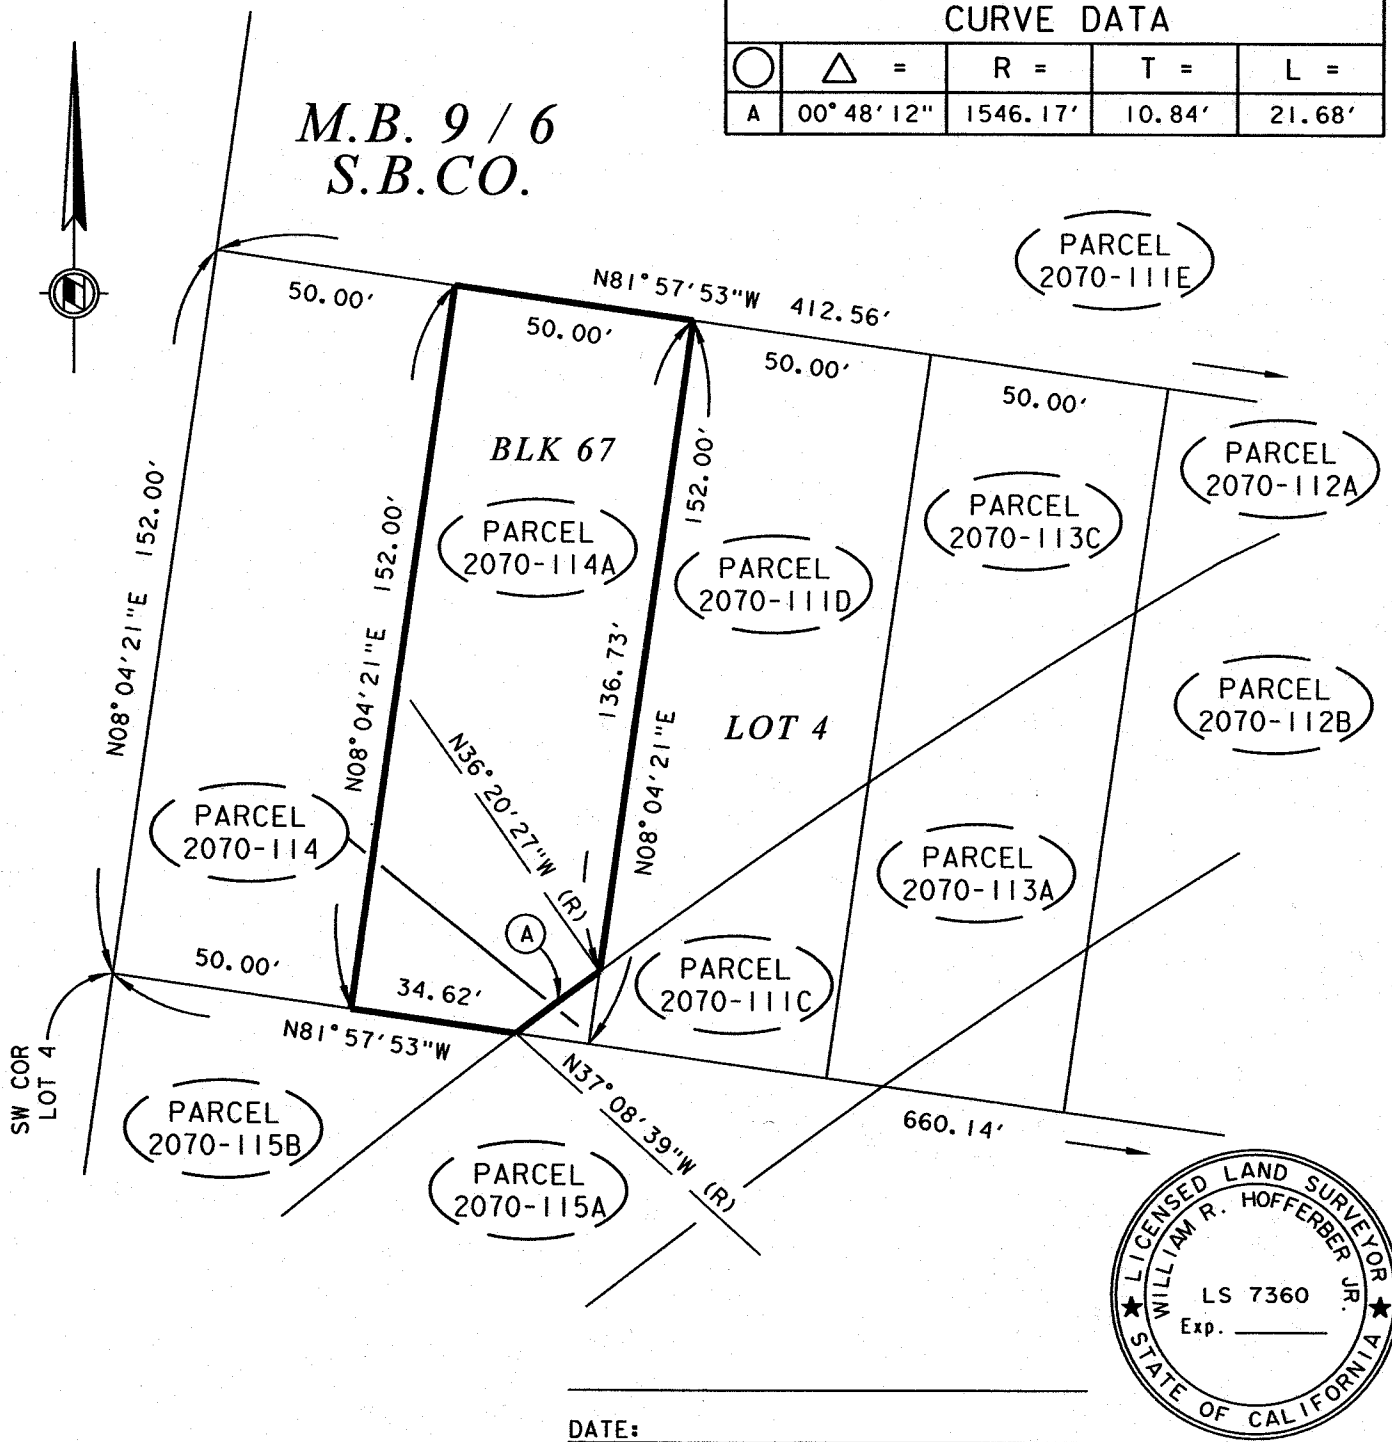 CURVE DATA
△ = R = T = L =
A 00°48'12" 1546.17' 10.84' 21.68'
M.B. 9 / 6
S.B.CO.
PARCEL
2070-111E
N81°57'53"W 412.56'
50.00'
50.00'
50.00'
50.00'
BLK 67
PARCEL
2070-112A
PARCEL
2070-114A
PARCEL
2070-113C
PARCEL
2070-111D
N08°04'21"E 152.00'
N08°04'21"E 152.00'
152.00'
136.73'
N08°04'21"E
LOT 4
PARCEL
2070-112B
N36°20'27"W (R)
PARCEL
2070-114
PARCEL
2070-113A
A
50.00'
34.62'
PARCEL
2070-111C
N81°57'53"W
SW COR
LOT 4
PARCEL
2070-115B
N37°08'39"W (R)
660.14'
PARCEL
2070-115A
LICENSED LAND SURVEYOR
WILLIAM R. HOFFERBER JR.
LS 7360
Exp.
STATE OF CALIFORNIA
DATE: